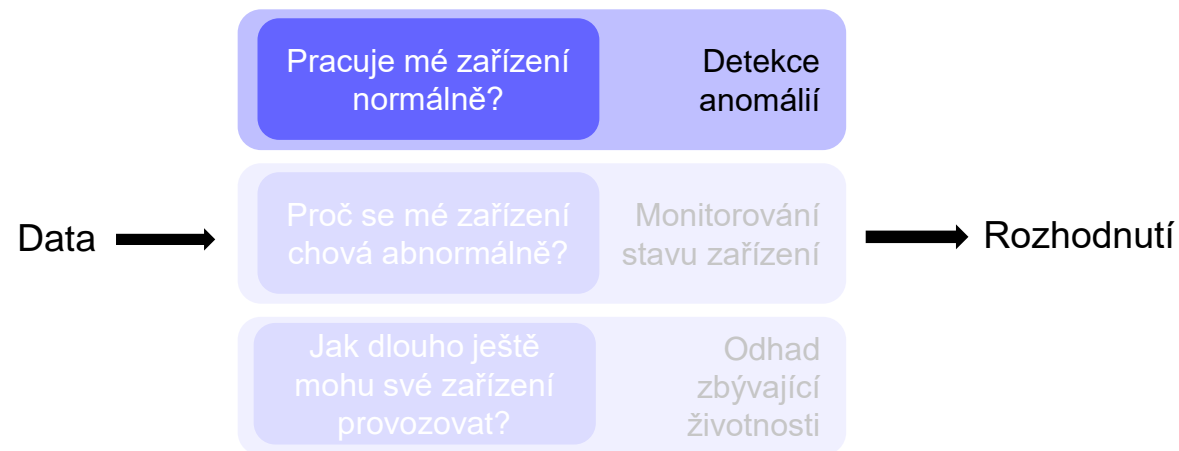 Data
Pracuje mé zařízení
normálně?
Detekce
anomálií
Proč se mé zařízení
chová abnormálně?
Monitorování
stavu zařízení
Jak dlouho ještě
mohu své zařízení
provozovat?
Odhad
zbývající
životnosti
Rozhodnutí